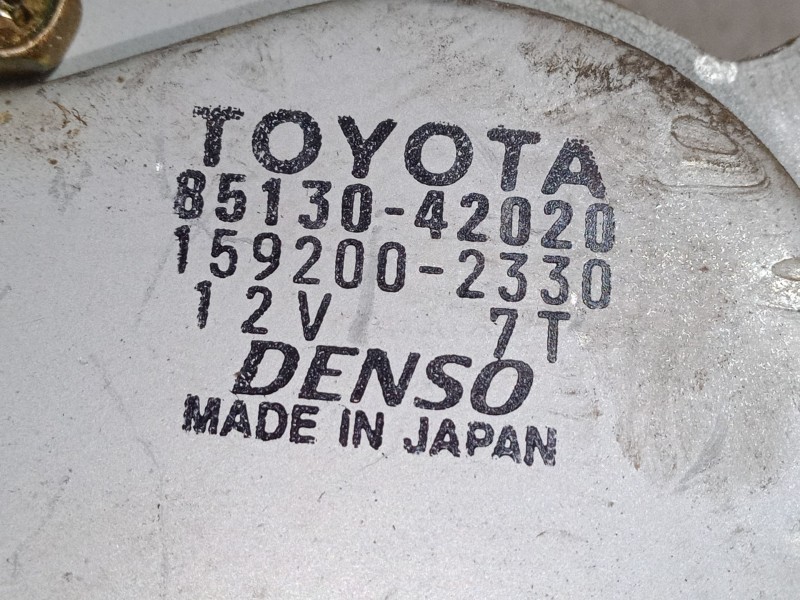 TOYOTA
85130-42020
159200-2330
12V 7T
DENSO
MADE IN JAPAN